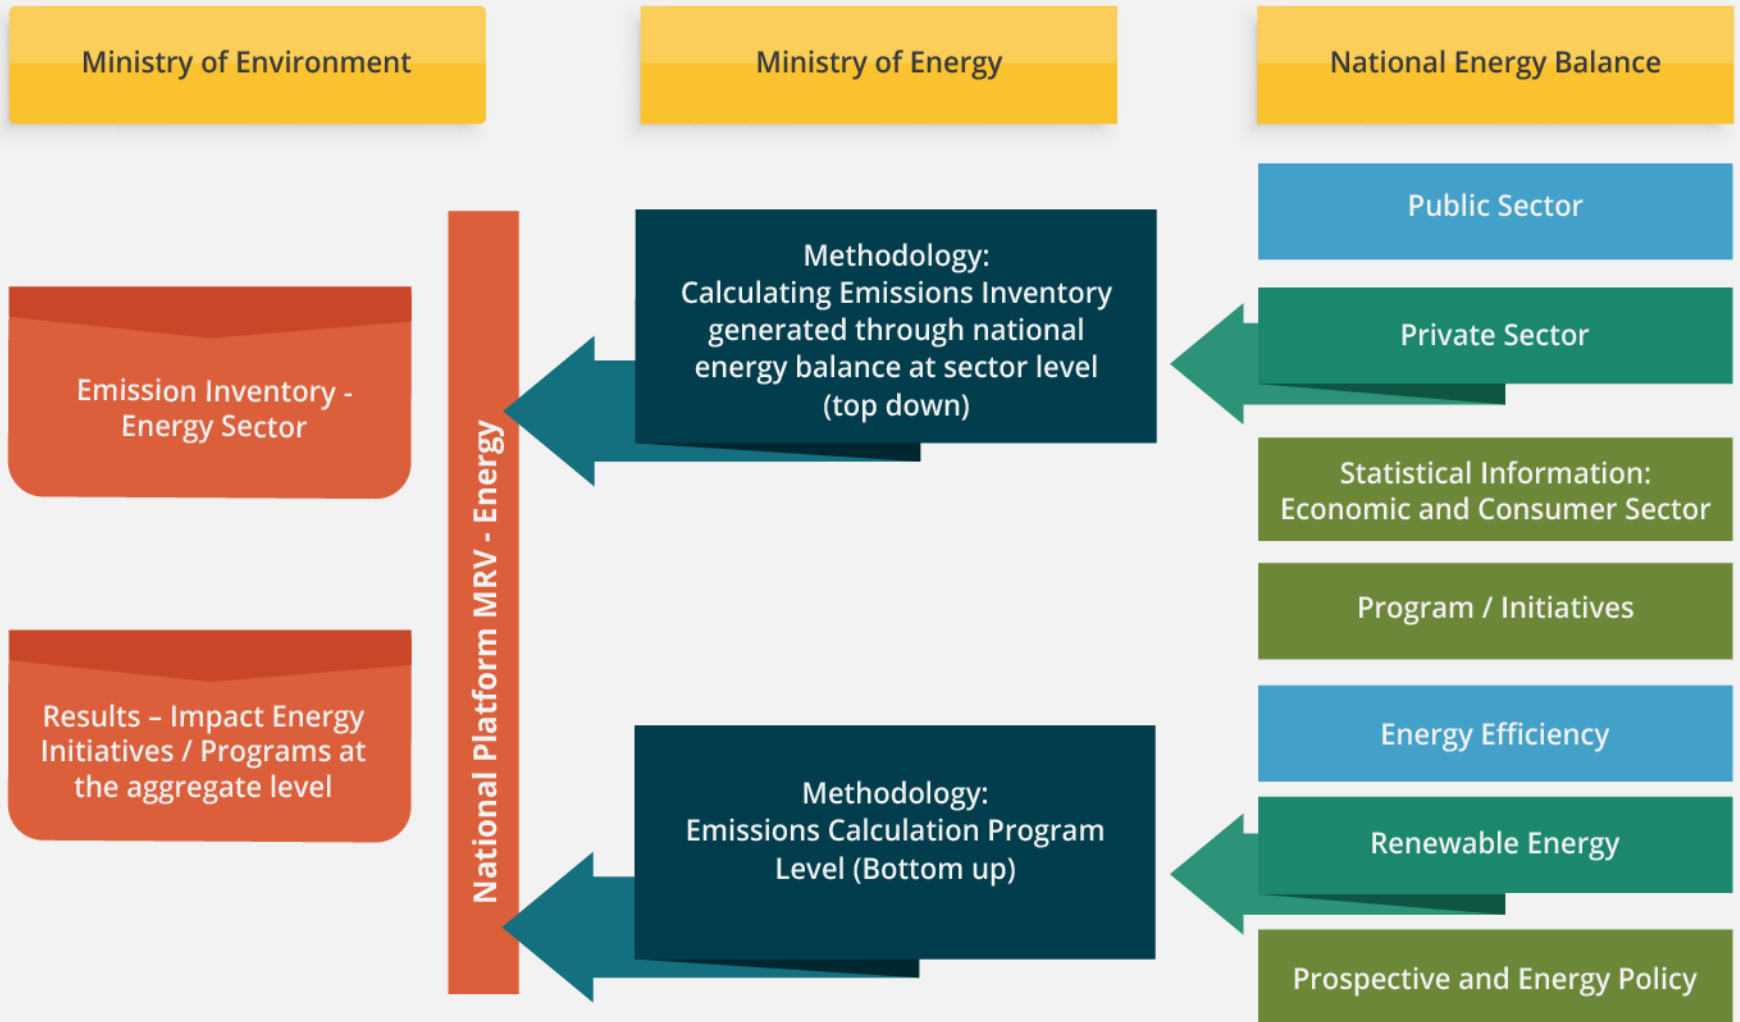 Ministry of Environment
Ministry of Energy
National Energy Balance
Emission Inventory -
Energy Sector
Results – Impact Energy
Initiatives / Programs at
the aggregate level
National Platform MRV - Energy
Methodology:
Calculating Emissions Inventory
generated through national
energy balance at sector level
(top down)
Methodology:
Emissions Calculation Program
Level (Bottom up)
Public Sector
Private Sector
Statistical Information:
Economic and Consumer Sector
Program / Initiatives
Energy Efficiency
Renewable Energy
Prospective and Energy Policy